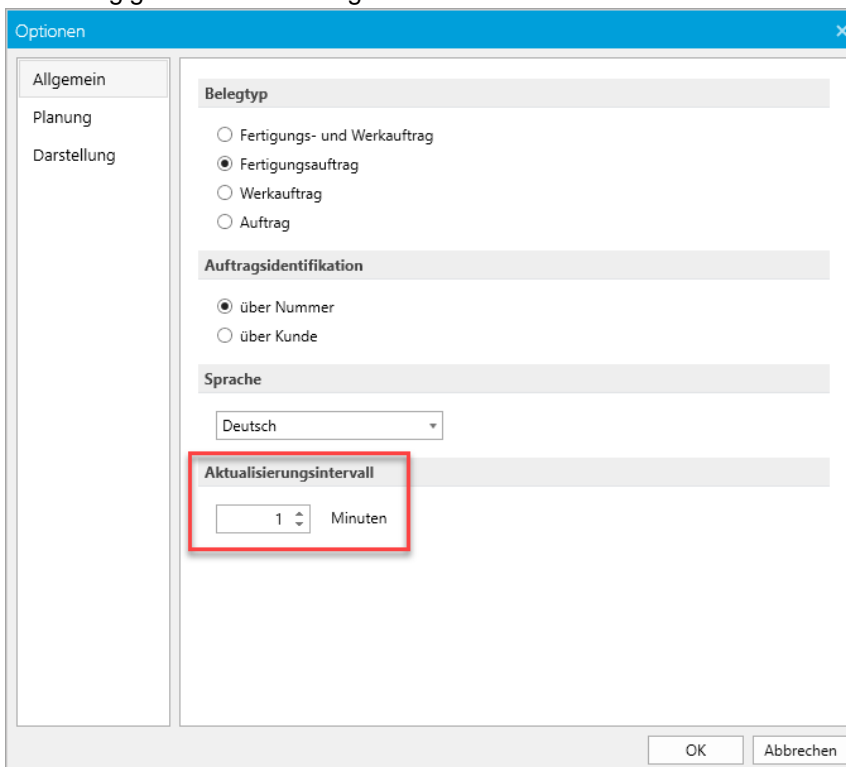 Optionen
Allgemein
Planung
Darstellung
Belegtyp
Fertigungs- und Werkauftrag
Fertigungsauftrag
Werkauftrag
Auftrag
Auftragsidentifikation
über Nummer
über Kunde
Sprache
Deutsch
Aktualisierungsintervall
1 Minuten
OK Abbrechen